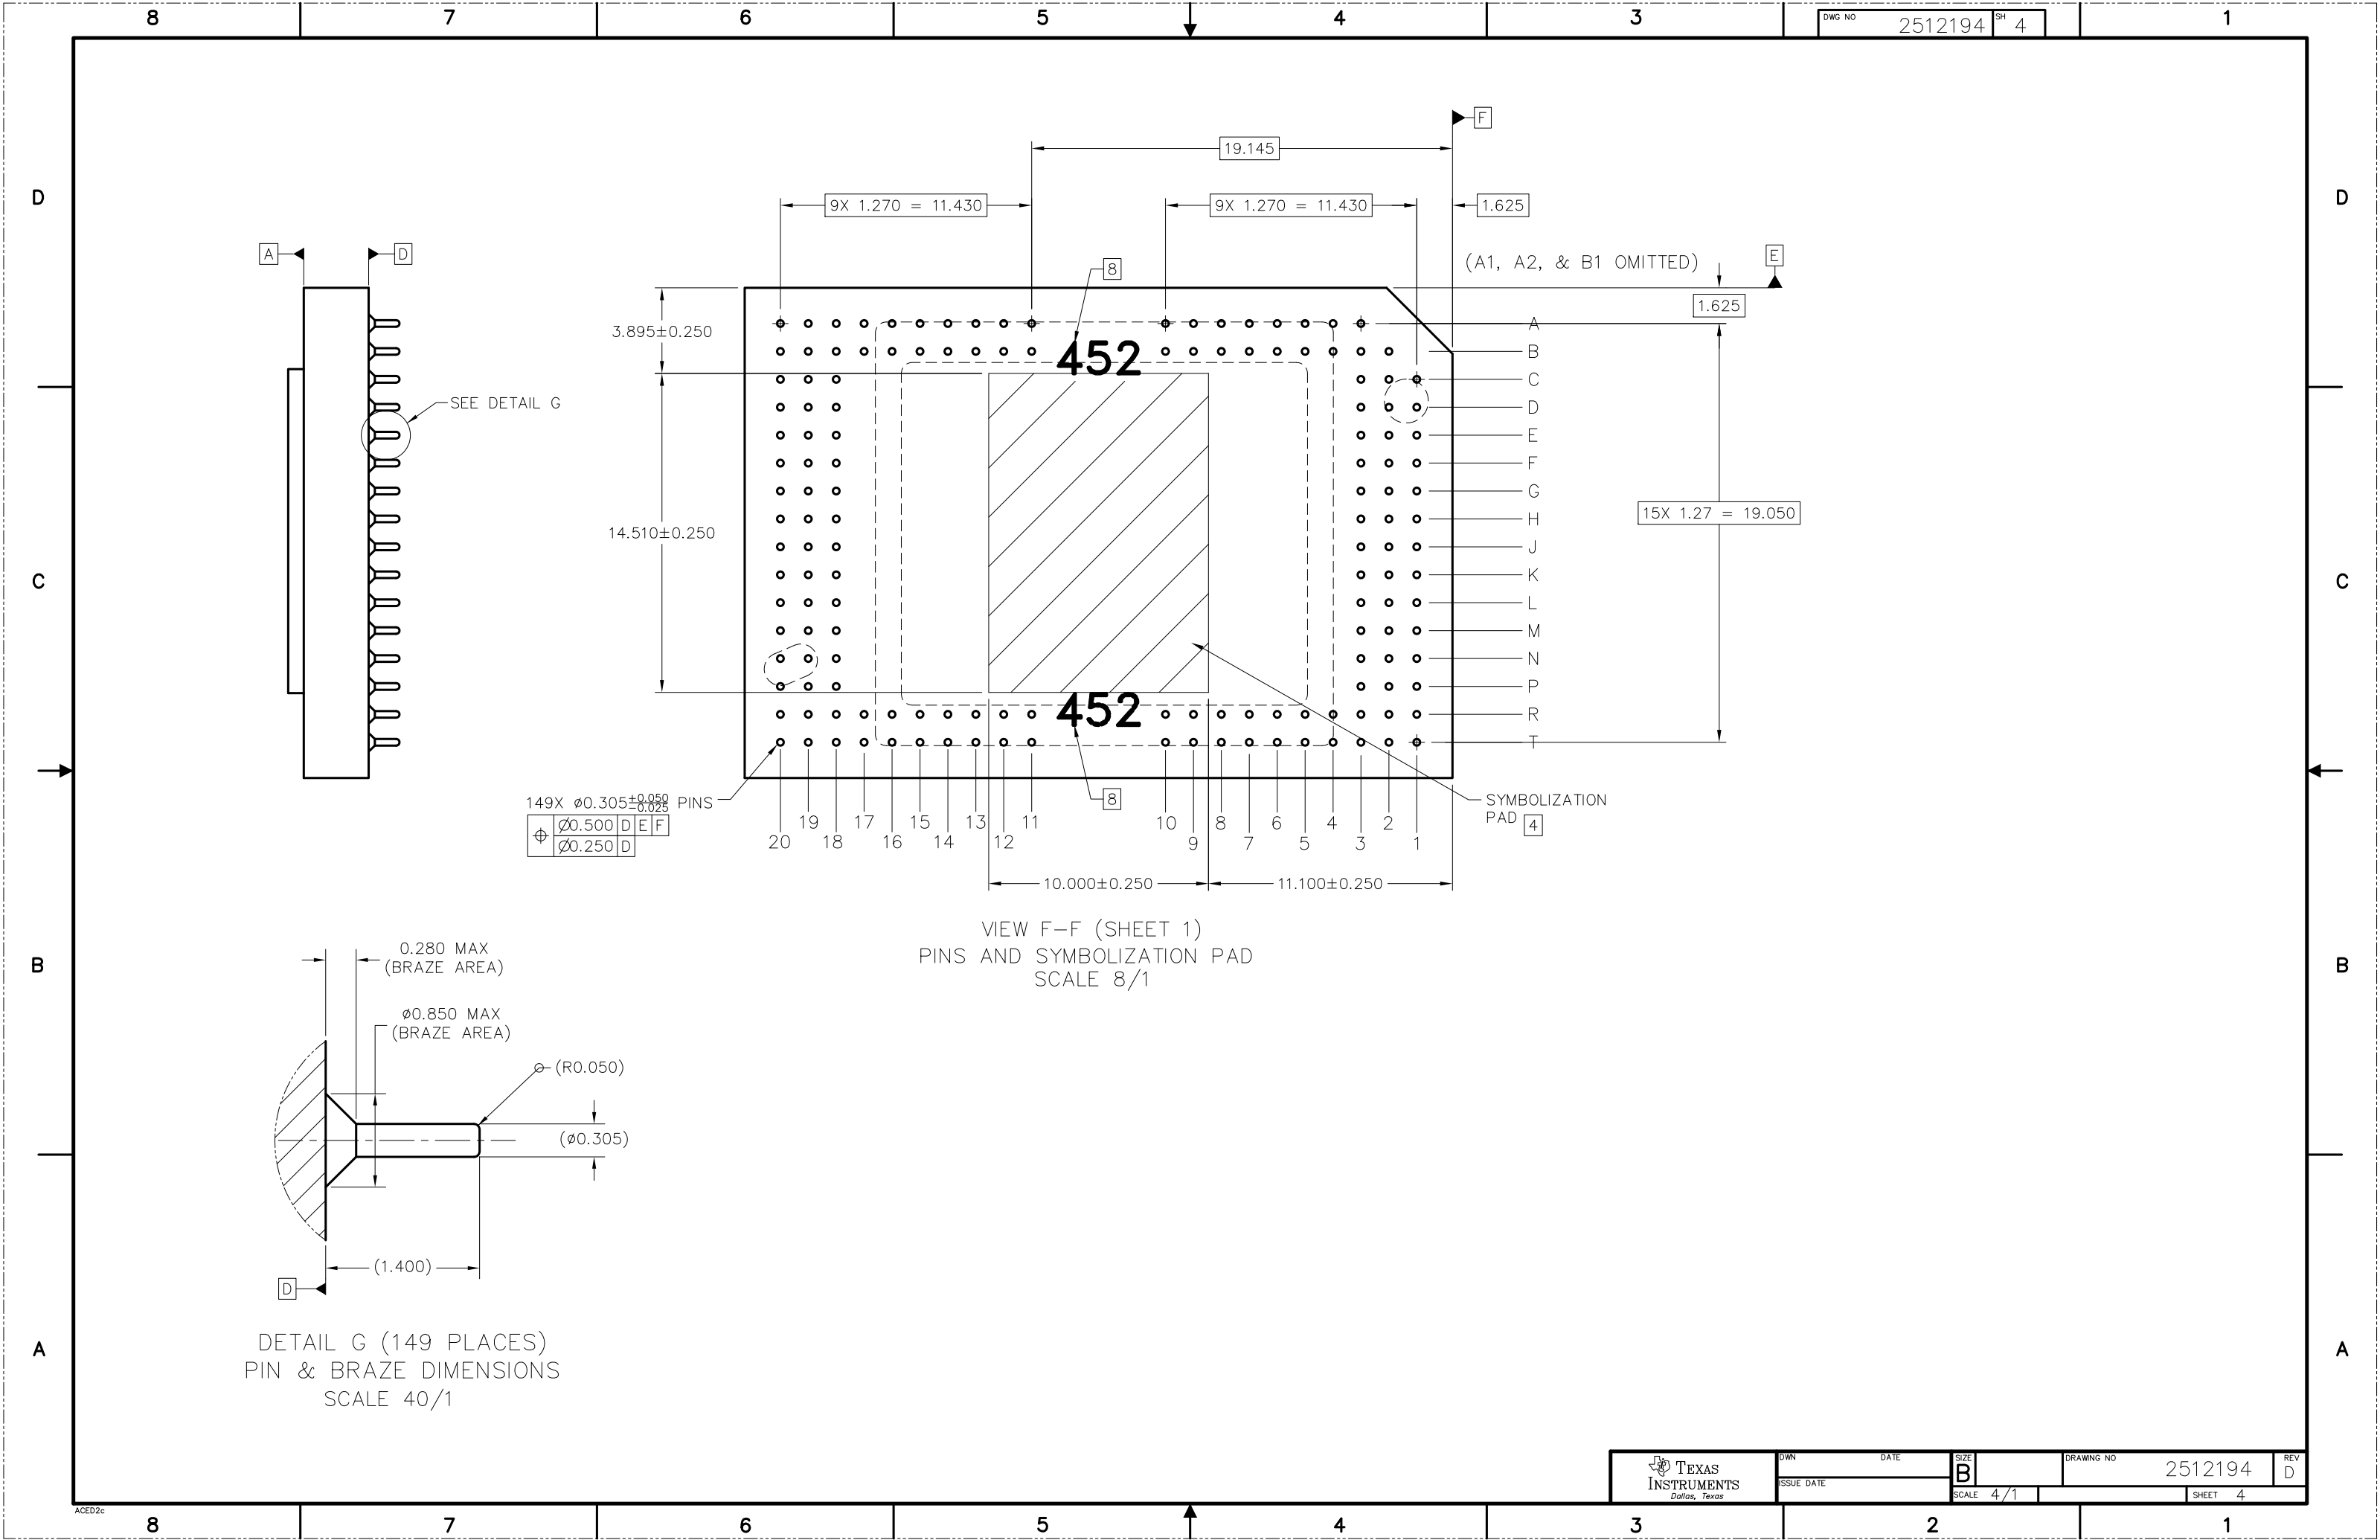 8 7 6 5 4 3 1
DWG NO 2512194 SH 4
F
19.145
D D
9X 1.270 = 11.430 9X 1.270 = 11.430 1.625
A D
8
(A1, A2, & B1 OMITTED) E
1.625
3.895±0.250
A
452
B
C
SEE DETAIL G
D
E
F
G
15X 1.27 = 19.050
H
14.510±0.250
J
C K C
L
M
N
P
452
R
T
149X ø0.305+0.050 -0.025 PINS
8
SYMBOLIZATION
PAD 4
⌖ Ø0.500 D E F
Ø0.250 D
19 17 15 13 11 10 8 6 4 2
20 18 16 14 12 9 7 5 3 1
10.000±0.250 11.100±0.250
VIEW F-F (SHEET 1)
PINS AND SYMBOLIZATION PAD
SCALE 8/1
0.280 MAX
(BRAZE AREA)
B B
ø0.850 MAX
(BRAZE AREA)
(R0.050)
(ø0.305)
(1.400)
D
DETAIL G (149 PLACES)
PIN & BRAZE DIMENSIONS
SCALE 40/1
A A
TEXAS
INSTRUMENTS
Dallas, Texas
DWN DATE
ISSUE DATE
SIZE
B
DRAWING NO
2512194
REV
D
SCALE 4/1 SHEET 4
ACED2c
8 7 6 5 4 3 2 1